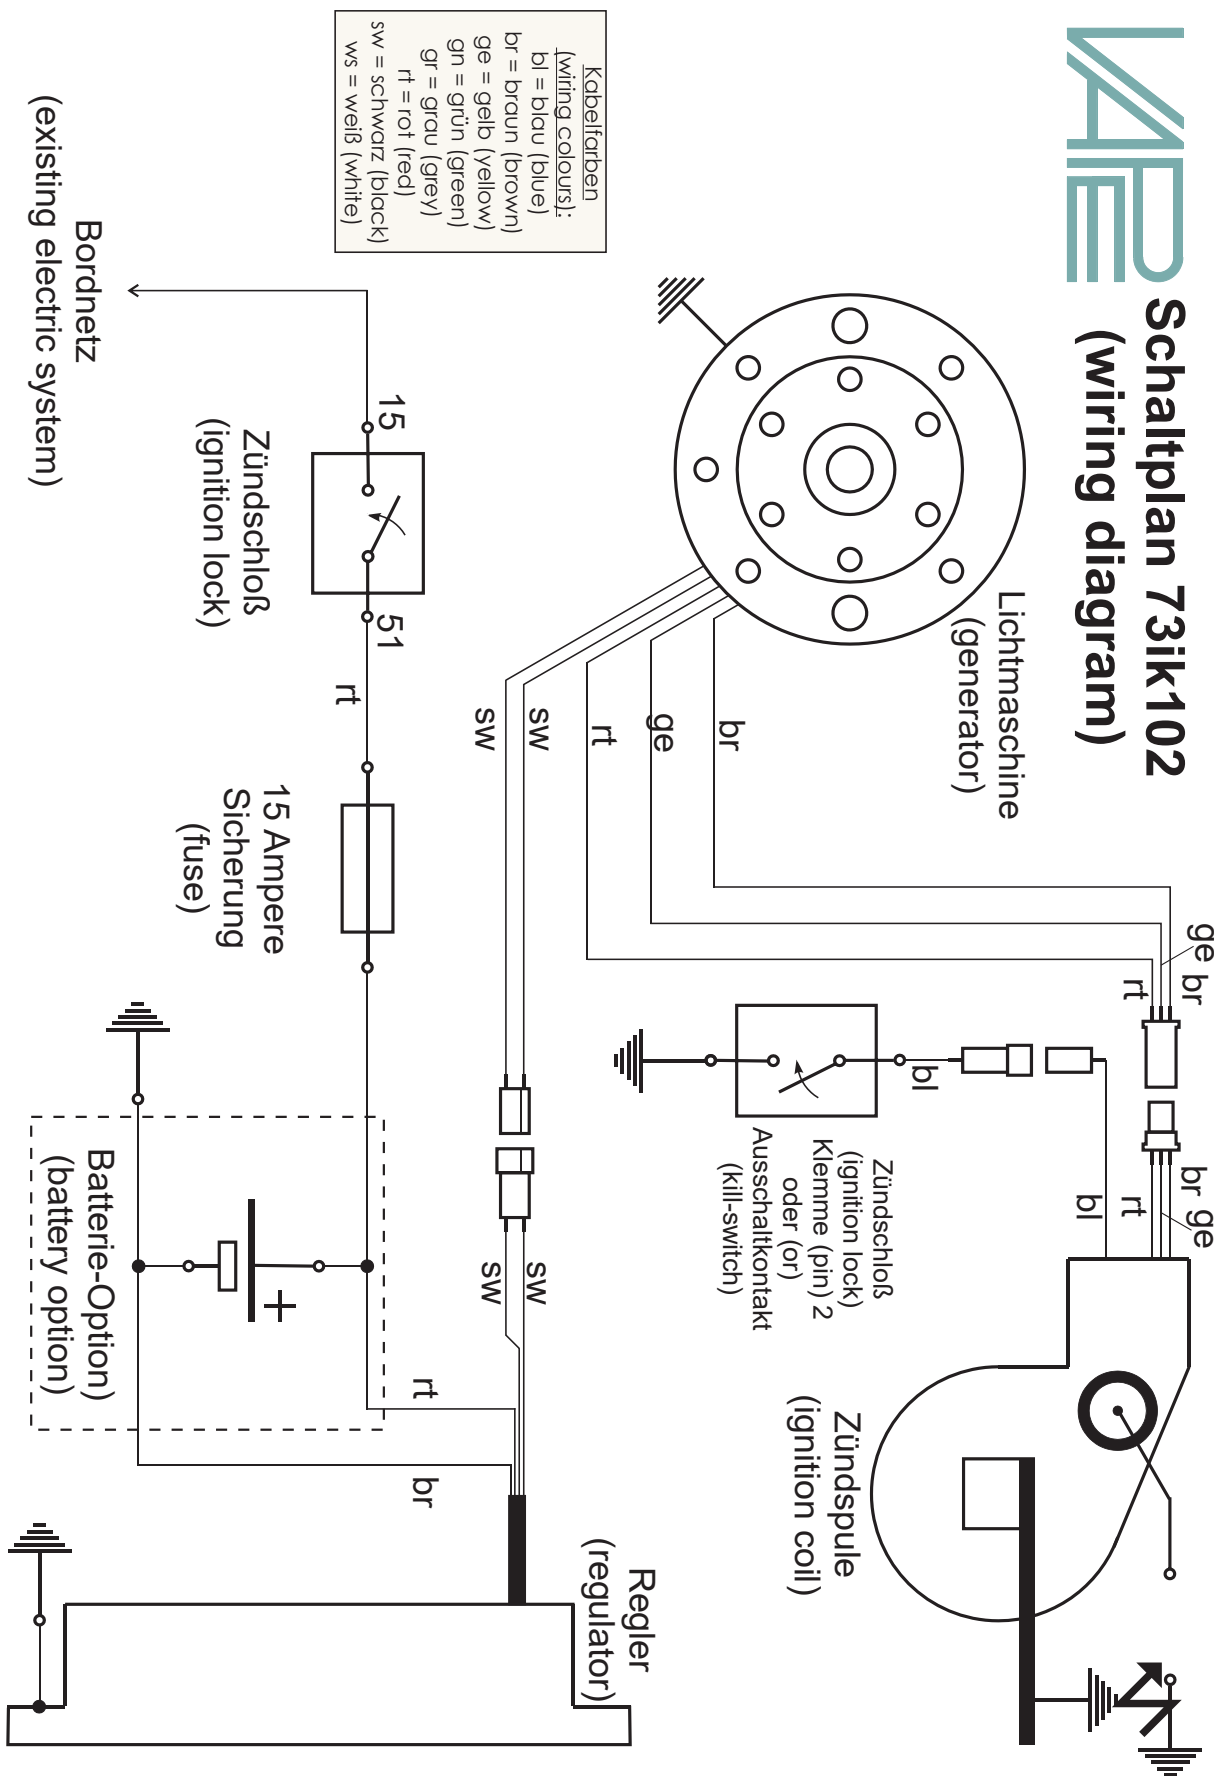 VAPE
Schaltplan 73ik102
(wiring diagram)
Kabelfarben
(wiring colours):
bl = blau (blue)
br = braun (brown)
ge = gelb (yellow)
gn = grün (green)
gr = grau (grey)
rt = rot (red)
sw = schwarz (black)
ws = weiß (white)
Lichtmaschine
(generator)
br
ge
rt
sw
sw
ge
br
rt
br
ge
rt
bl
bl
Zündschloß
(ignition lock)
Klemme (pin) 2
oder (or)
Ausschaltkontakt
(kill-switch)
Zündspule
(ignition coil)
sw
sw
rt
br
Regler
(regulator)
15
51
Zündschloß
(ignition lock)
rt
15 Ampere
Sicherung
(fuse)
+
Batterie-Option)
(battery option)
Bordnetz
(existing electric system)